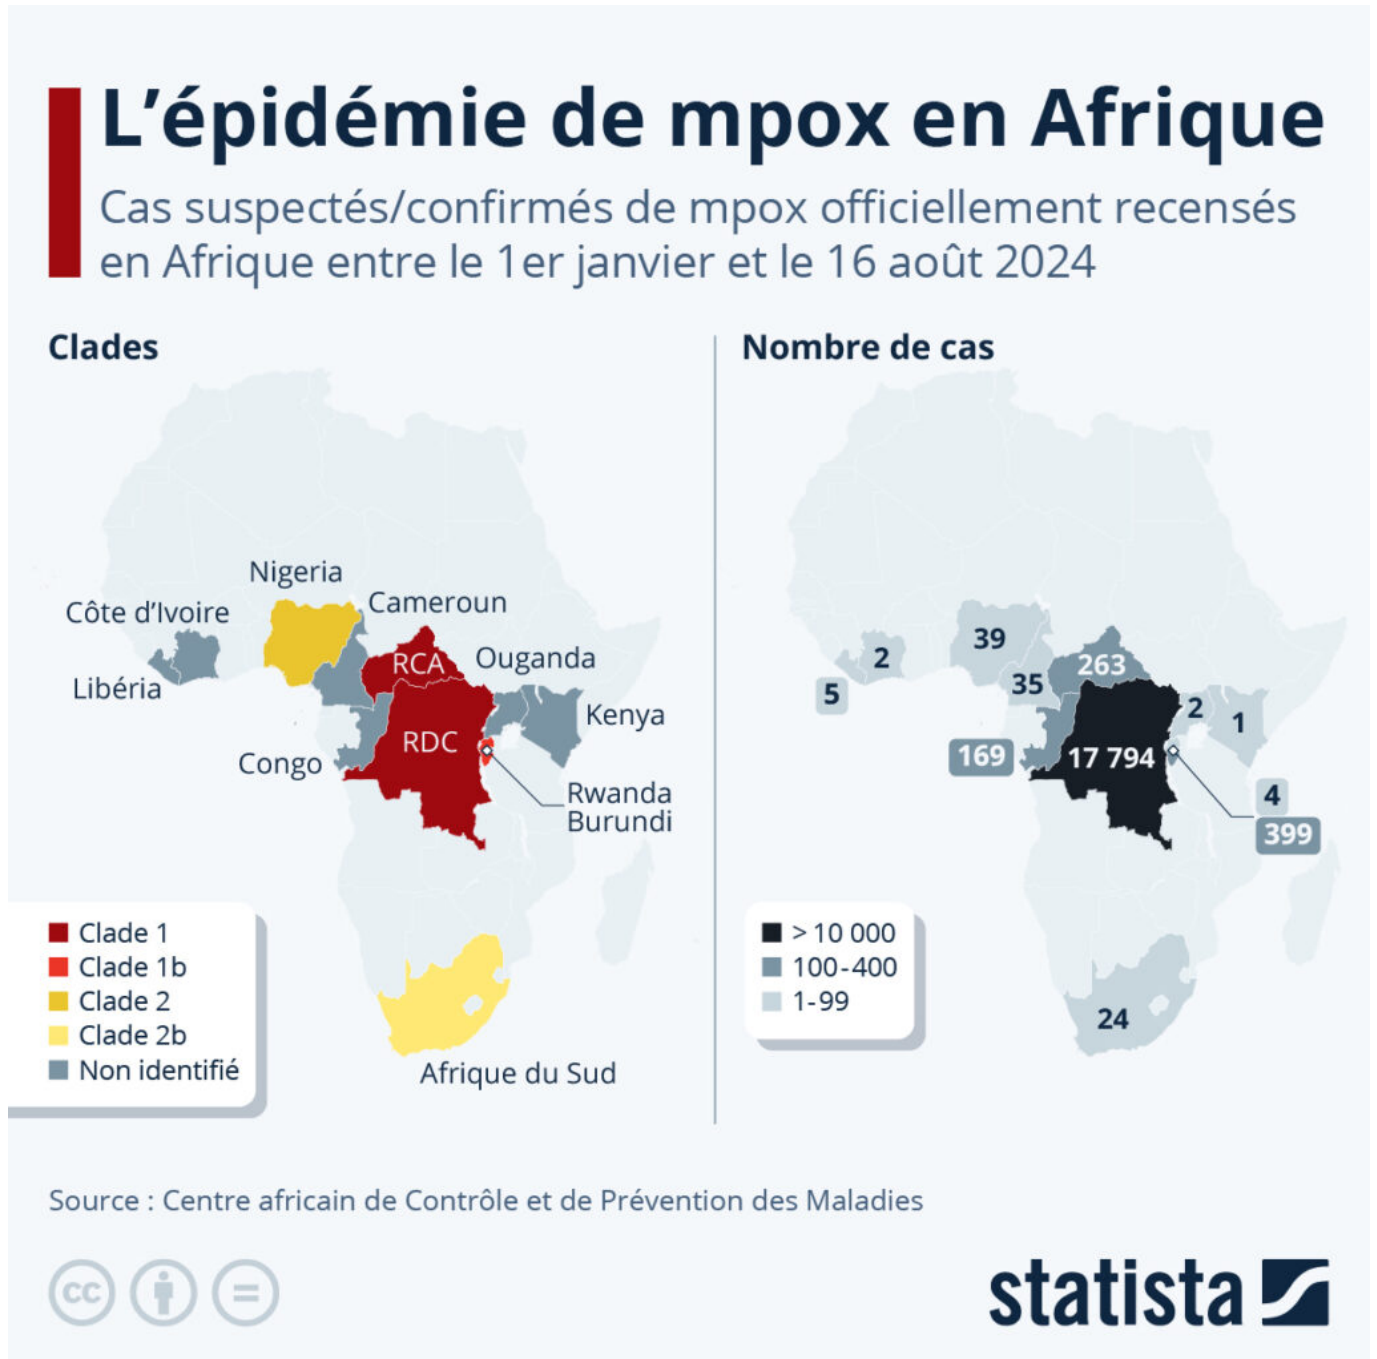 L’épidémie de mpox en Afrique
Cas suspectés/confirmés de mpox officiellement recensés
en Afrique entre le 1er janvier et le 16 août 2024
Clades
Nigeria
Cameroun
Côte d’Ivoire
RCA
Ouganda
Libéria
Kenya
RDC
Congo
Rwanda
Burundi
Afrique du Sud
Clade 1
Clade 1b
Clade 2
Clade 2b
Non identifié
Nombre de cas
39
2
263
35
5
2
1
169
17 794
4
399
24
> 10 000
100-400
1-99
Source : Centre africain de Contrôle et de Prévention des Maladies
cc
=
statista